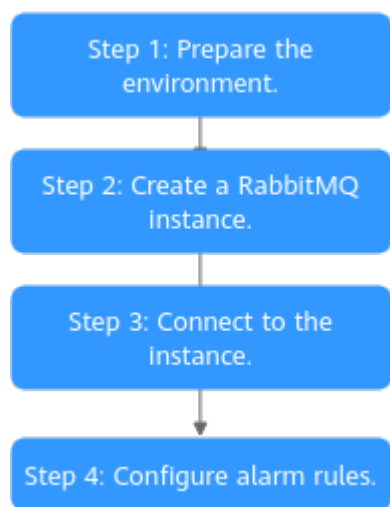 Step 1: Prepare the
environment.
Step 2: Create a RabbitMQ
instance.
Step 3: Connect to the
instance.
Step 4: Configure alarm rules.